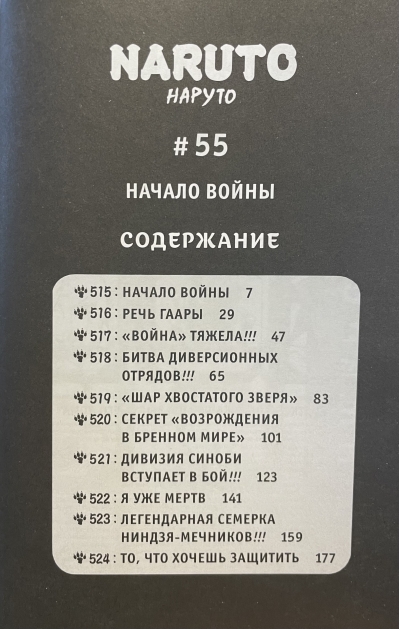 NARUTO
НАРУТО
# 55
НАЧАЛО ВОЙНЫ
СОДЕРЖАНИЕ
515: НАЧАЛО ВОЙНЫ 7
516: РЕЧЬ ГААРЫ 29
517: «ВОЙНА» ТЯЖЕЛА!!! 47
518: БИТВА ДИВЕРСИОННЫХ
ОТРЯДОВ!!! 65
519: «ШАР ХВОСТАТОГО ЗВЕРЯ» 83
520: СЕКРЕТ «ВОЗРОЖДЕНИЯ
В БРЕННОМ МИРЕ» 101
521: ДИВИЗИЯ СИНОБИ
ВСТУПАЕТ В БОЙ!!! 123
522: Я УЖЕ МЕРТВ 141
523: ЛЕГЕНДАРНАЯ СЕМЕРКА
НИНДЗЯ-МЕЧНИКОВ!!! 159
524: ТО, ЧТО ХОЧЕШЬ ЗАЩИТИТЬ 177